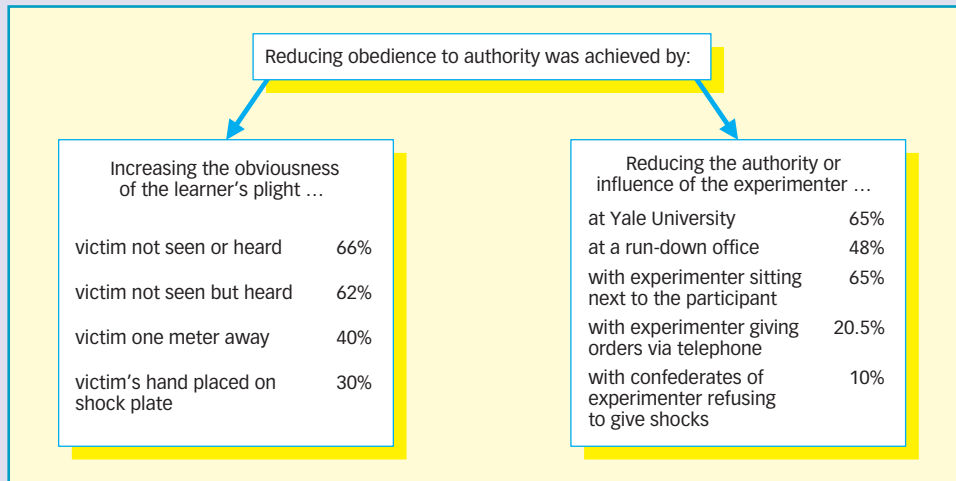 Reducing obedience to authority was achieved by:
Increasing the obviousness
of the learner's plight …
victim not seen or heard 66%
victim not seen but heard 62%
victim one meter away 40%
victim's hand placed on 30%
shock plate
Reducing the authority or
influence of the experimenter …
at Yale University 65%
at a run-down office 48%
with experimenter sitting 65%
next to the participant
with experimenter giving 20.5%
orders via telephone
with confederates of 10%
experimenter refusing
to give shocks